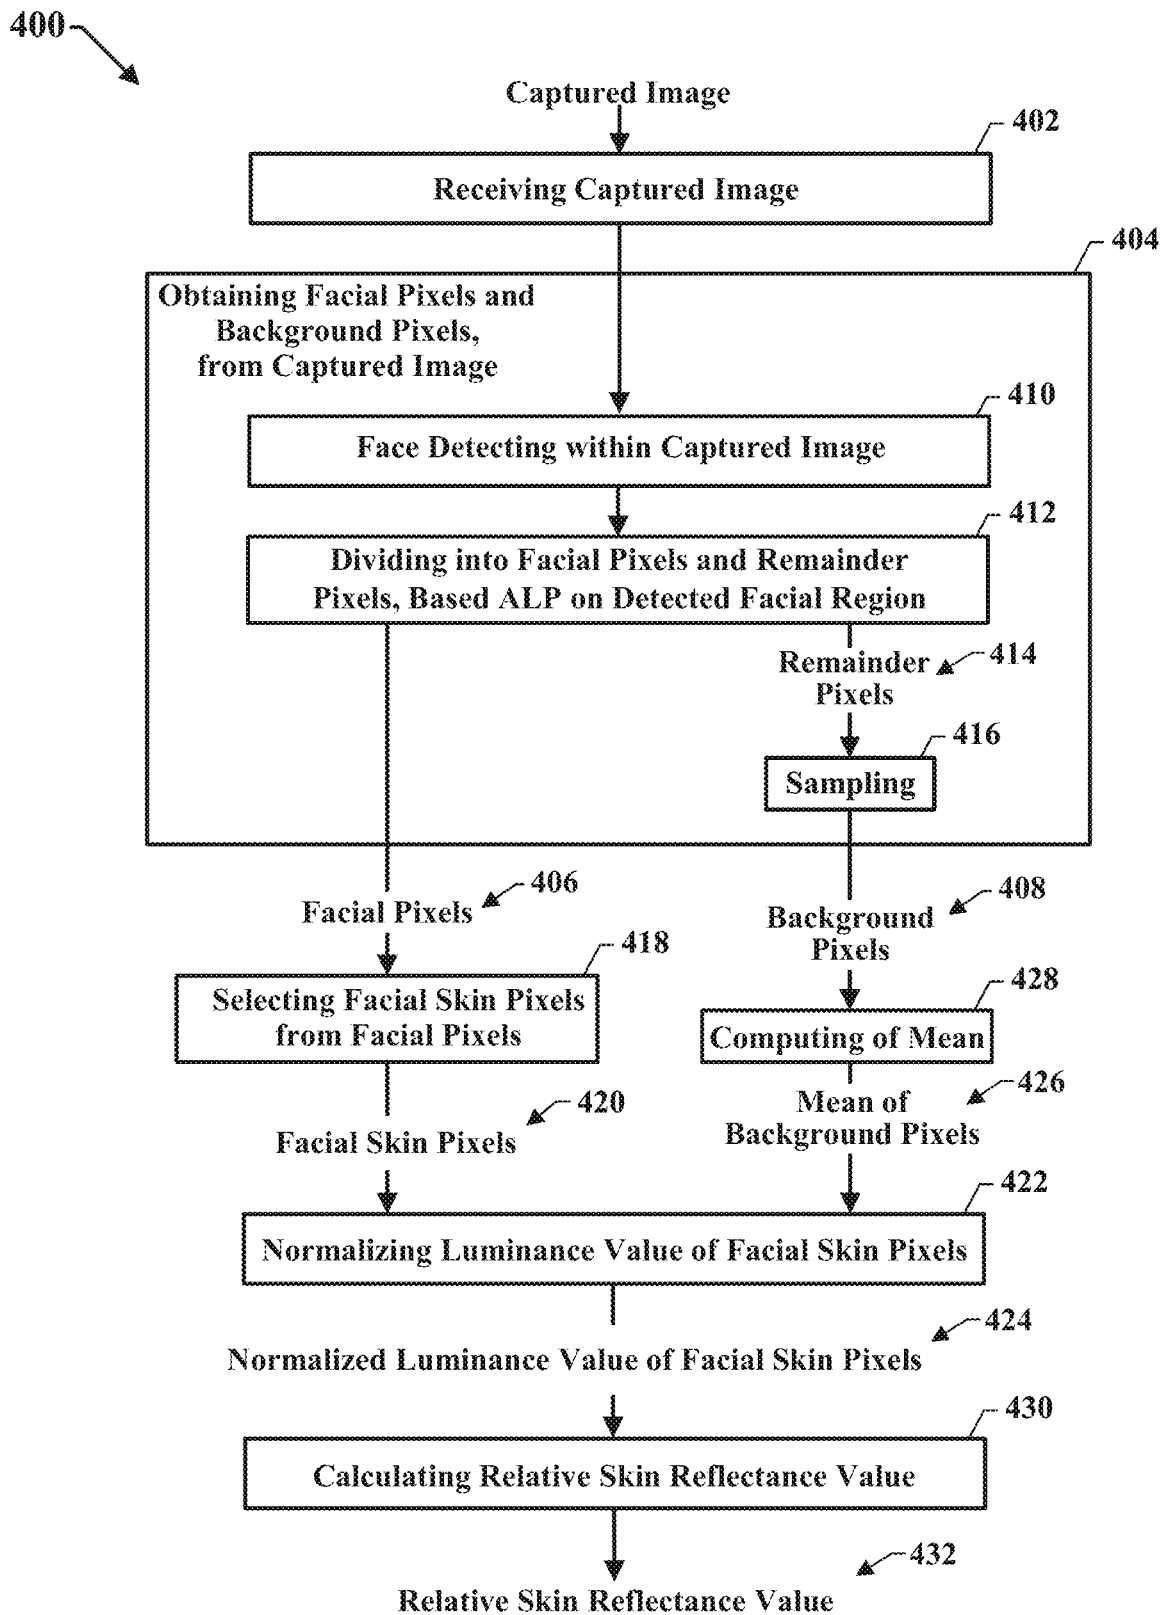 400
Captured Image
402
Receiving Captured Image
404
Obtaining Facial Pixels and
Background Pixels,
from Captured Image
410
Face Detecting within Captured Image
412
Dividing into Facial Pixels and Remainder
Pixels, Based ALP on Detected Facial Region
414
Remainder
Pixels
416
Sampling
406
Facial Pixels
408
Background
Pixels
418
Selecting Facial Skin Pixels
from Facial Pixels
428
Computing of Mean
420
Facial Skin Pixels
426
Mean of
Background Pixels
422
Normalizing Luminance Value of Facial Skin Pixels
424
Normalized Luminance Value of Facial Skin Pixels
430
Calculating Relative Skin Reflectance Value
432
Relative Skin Reflectance Value